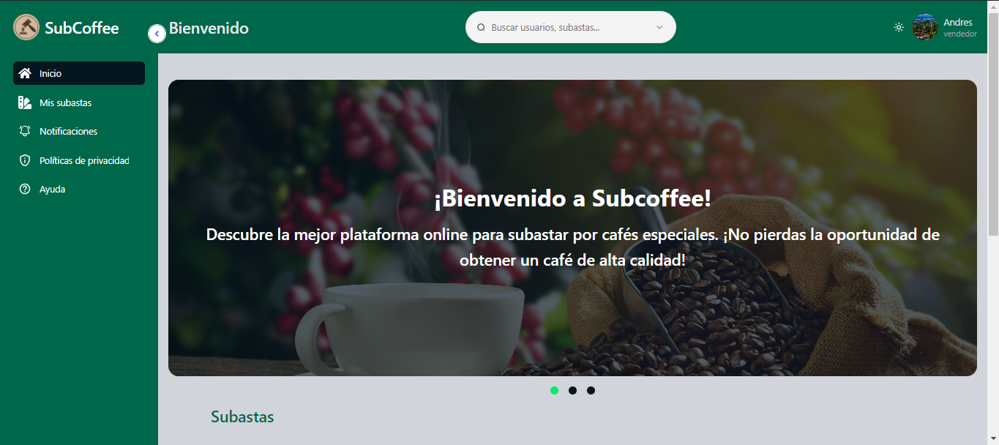 SubCoffee
Bienvenido
Buscar usuarios, subastas...
Andres
vendedor
Inicio
Mis subastas
Notificaciones
Políticas de privacidad
Ayuda
¡Bienvenido a Subcoffee!
Descubre la mejor plataforma online para subastar por cafés especiales. ¡No pierdas la oportunidad de
obtener un café de alta calidad!
Subastas